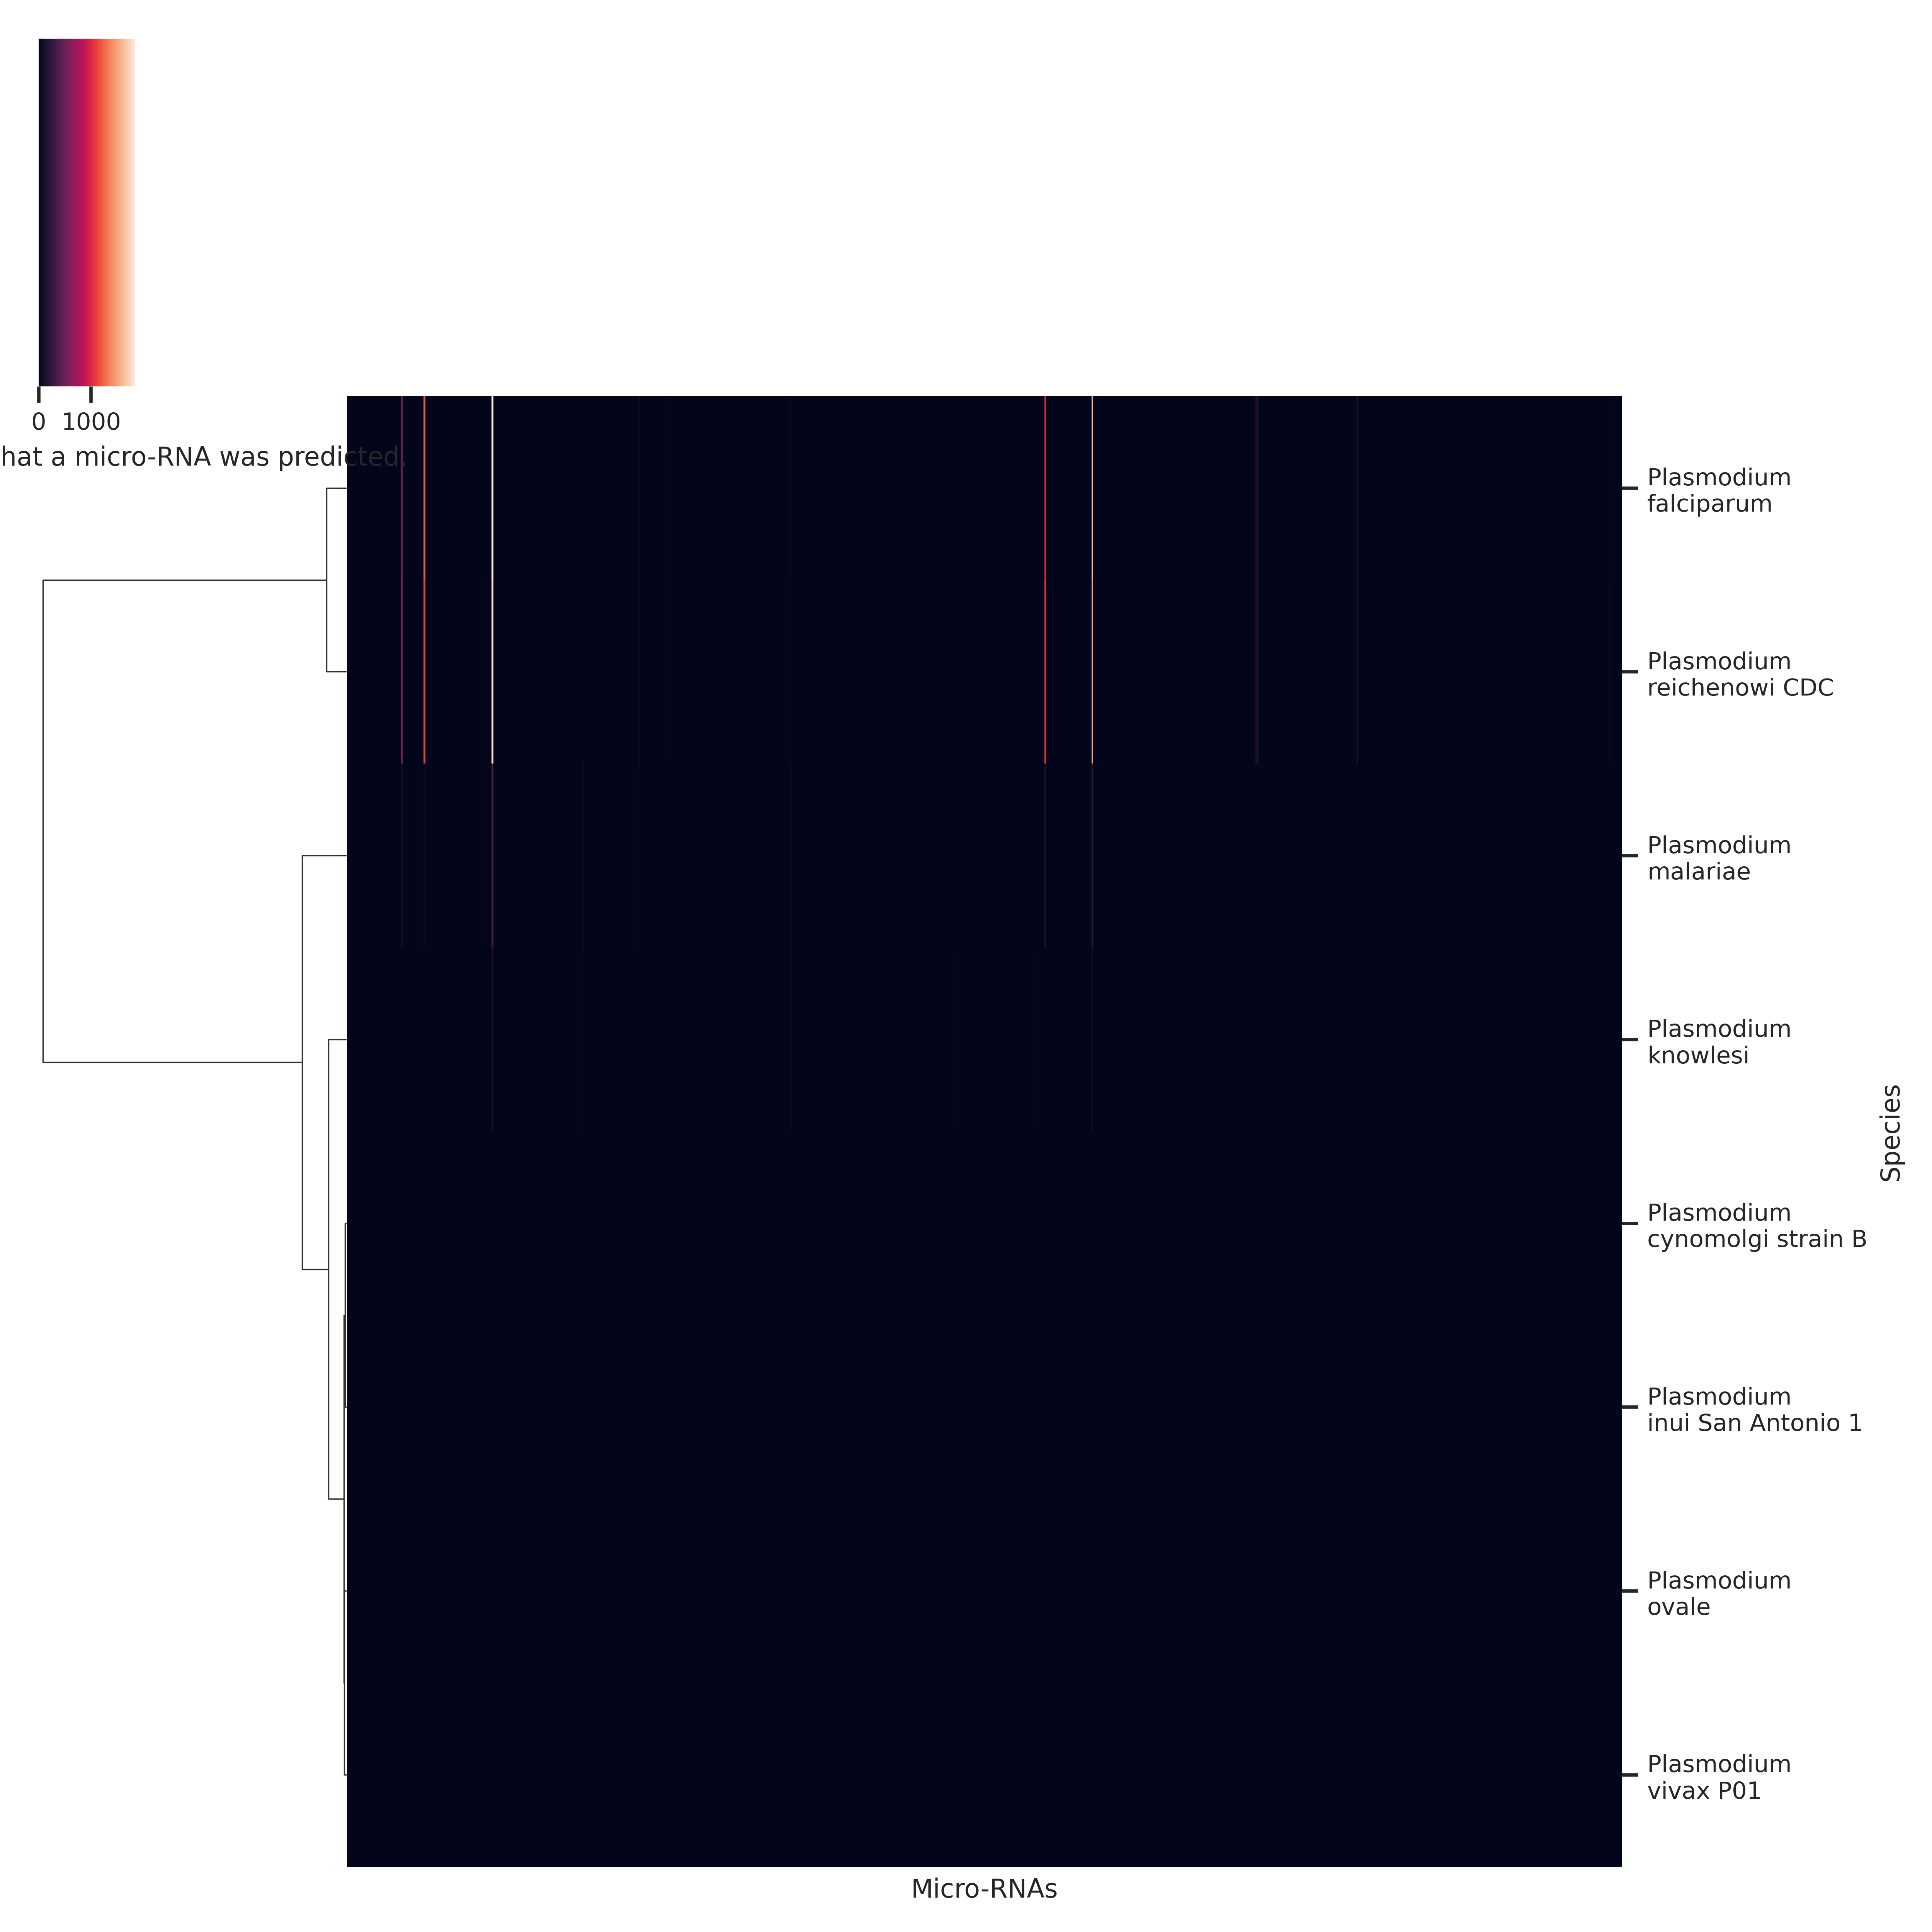 0 1000
hat a micro-RNA was predicted.
Plasmodium
falciparum
Plasmodium
reichenowi CDC
Plasmodium
malariae
Plasmodium
knowlesi
Plasmodium
cynomolgi strain B
Plasmodium
inui San Antonio 1
Plasmodium
ovale
Plasmodium
vivax P01
Species
Micro-RNAs